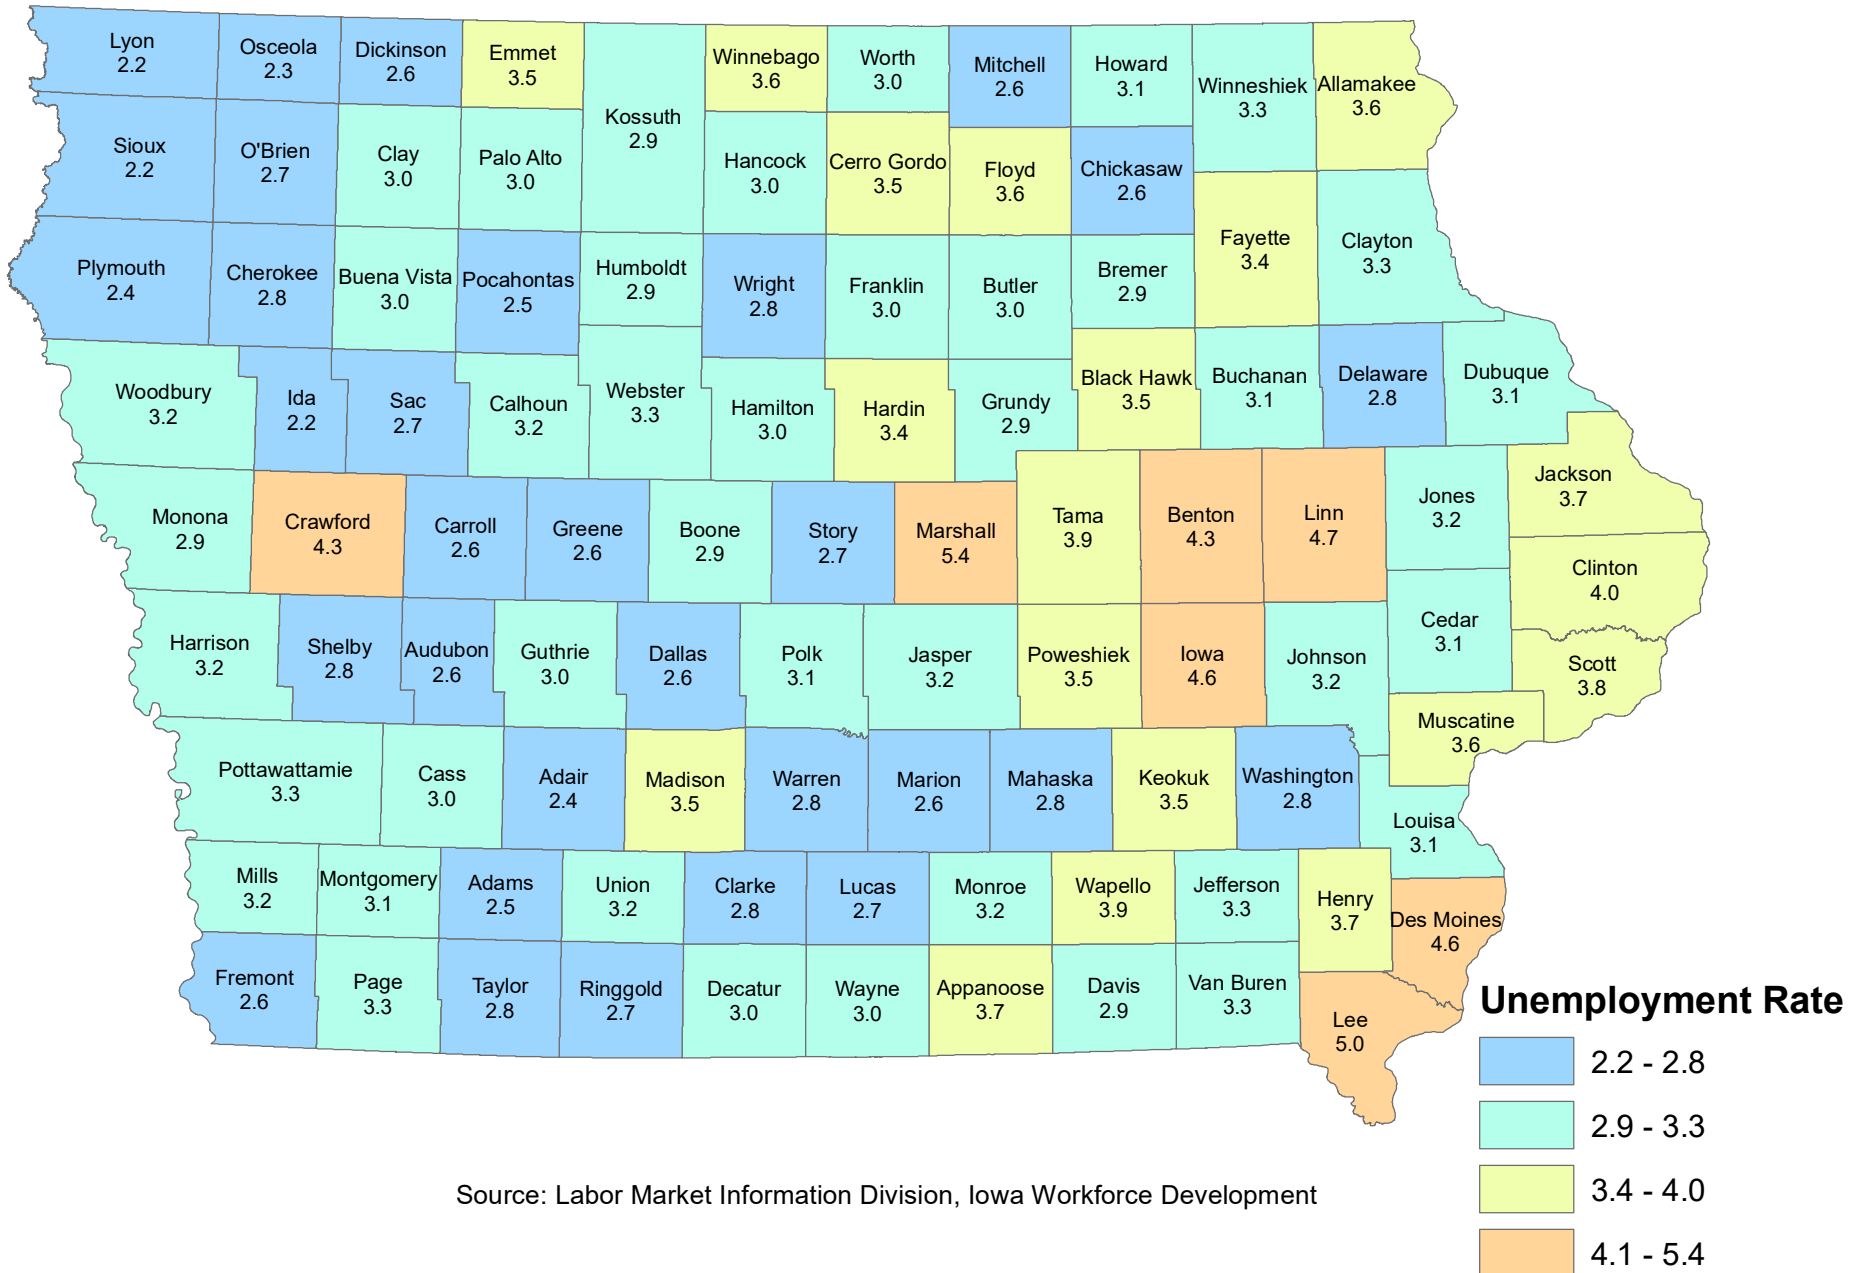 Lyon
2.2
Osceola
2.3
Dickinson
2.6
Emmet
3.5
Kossuth
2.9
Winnebago
3.6
Worth
3.0
Mitchell
2.6
Howard
3.1
Winneshiek
3.3
Allamakee
3.6
Sioux
2.2
O'Brien
2.7
Clay
3.0
Palo Alto
3.0
Hancock
3.0
Cerro Gordo
3.5
Floyd
3.6
Chickasaw
2.6
Fayette
3.4
Clayton
3.3
Plymouth
2.4
Cherokee
2.8
Buena Vista
3.0
Pocahontas
2.5
Humboldt
2.9
Wright
2.8
Franklin
3.0
Butler
3.0
Bremer
2.9
Woodbury
3.2
Ida
2.2
Sac
2.7
Calhoun
3.2
Webster
3.3
Hamilton
3.0
Hardin
3.4
Grundy
2.9
Black Hawk
3.5
Buchanan
3.1
Delaware
2.8
Dubuque
3.1
Monona
2.9
Crawford
4.3
Carroll
2.6
Greene
2.6
Boone
2.9
Story
2.7
Marshall
5.4
Tama
3.9
Benton
4.3
Linn
4.7
Jones
3.2
Jackson
3.7
Clinton
4.0
Harrison
3.2
Shelby
2.8
Audubon
2.6
Guthrie
3.0
Dallas
2.6
Polk
3.1
Jasper
3.2
Poweshiek
3.5
Iowa
4.6
Johnson
3.2
Cedar
3.1
Scott
3.8
Muscatine
3.6
Pottawattamie
3.3
Cass
3.0
Adair
2.4
Madison
3.5
Warren
2.8
Marion
2.6
Mahaska
2.8
Keokuk
3.5
Washington
2.8
Louisa
3.1
Mills
3.2
Montgomery
3.1
Adams
2.5
Union
3.2
Clarke
2.8
Lucas
2.7
Monroe
3.2
Wapello
3.9
Jefferson
3.3
Henry
3.7
Des Moines
4.6
Fremont
2.6
Page
3.3
Taylor
2.8
Ringgold
2.7
Decatur
3.0
Wayne
3.0
Appanoose
3.7
Davis
2.9
Van Buren
3.3
Lee
5.0
Unemployment Rate
2.2 - 2.8
2.9 - 3.3
3.4 - 4.0
4.1 - 5.4
Source: Labor Market Information Division, Iowa Workforce Development